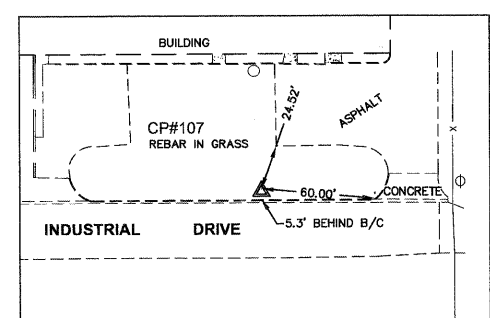 BUILDING
24.52'
ASPHALT
CP#107
REBAR IN GRASS
60.00'
CONCRETE
5.3' BEHIND B/C
INDUSTRIAL DRIVE